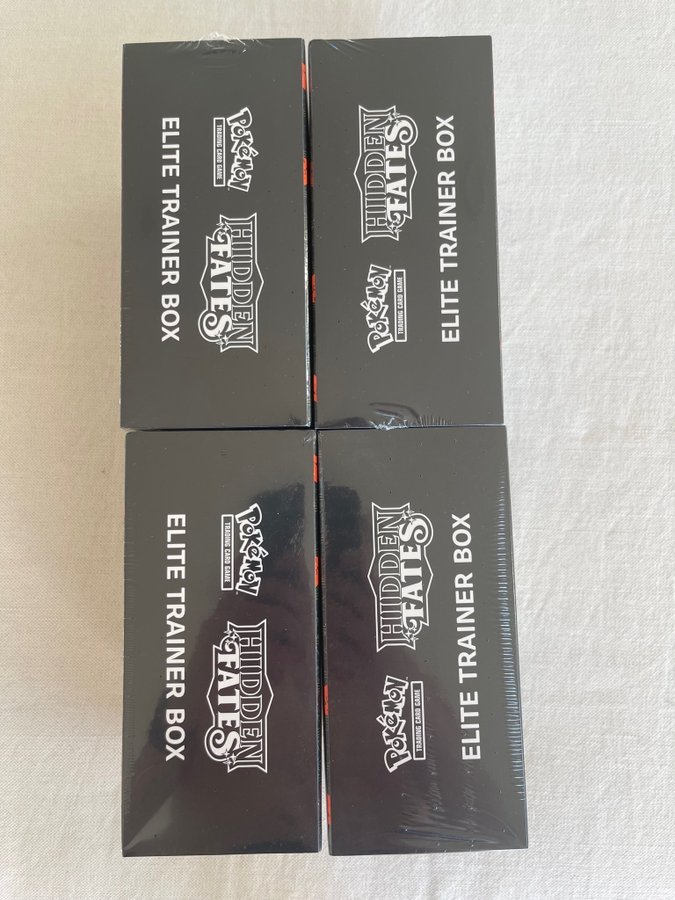 Pokémon
TRADING CARD GAME
HIDDEN
FATES
ELITE TRAINER BOX
HIDDEN
FATES
Pokémon
TRADING CARD GAME
ELITE TRAINER BOX
Pokémon
TRADING CARD GAME
HIDDEN
FATES
ELITE TRAINER BOX
HIDDEN
FATES
Pokémon
TRADING CARD GAME
ELITE TRAINER BOX